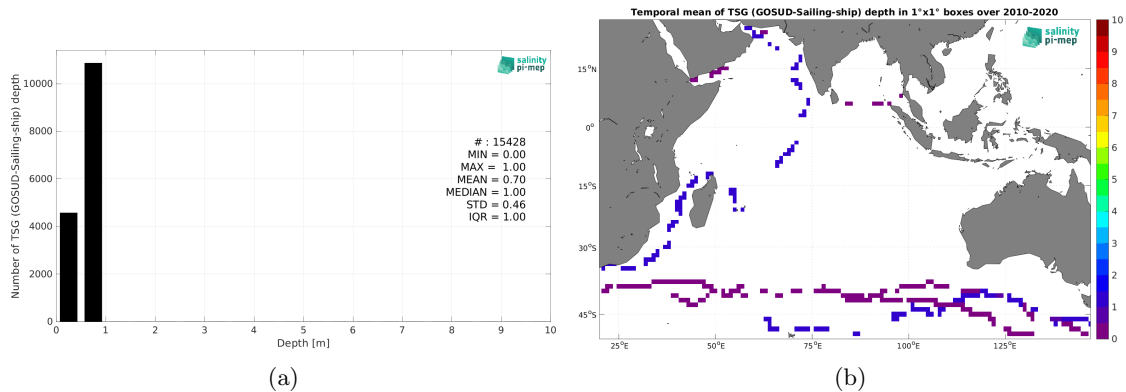 salinity
pi-mep
Number of TSG (GOSUD-Sailing-ship) depth
10000
8000
6000
4000
2000
0
# : 15428
MIN = 0.00
MAX = 1.00
MEAN = 0.70
MEDIAN = 1.00
STD = 0.46
IQR = 1.00
0 1 2 3 4 5 6 7 8 9 10
Depth [m]
(a)
Temporal mean of TSG (GOSUD-Sailing-ship) depth in 1°x1° boxes over 2010-2020
salinity
pi-mep
15°N
0°
15°S
30°S
45°S
25°E 50°E 75°E 100°E 125°E
10
9
8
7
6
5
4
3
2
1
0
(b)